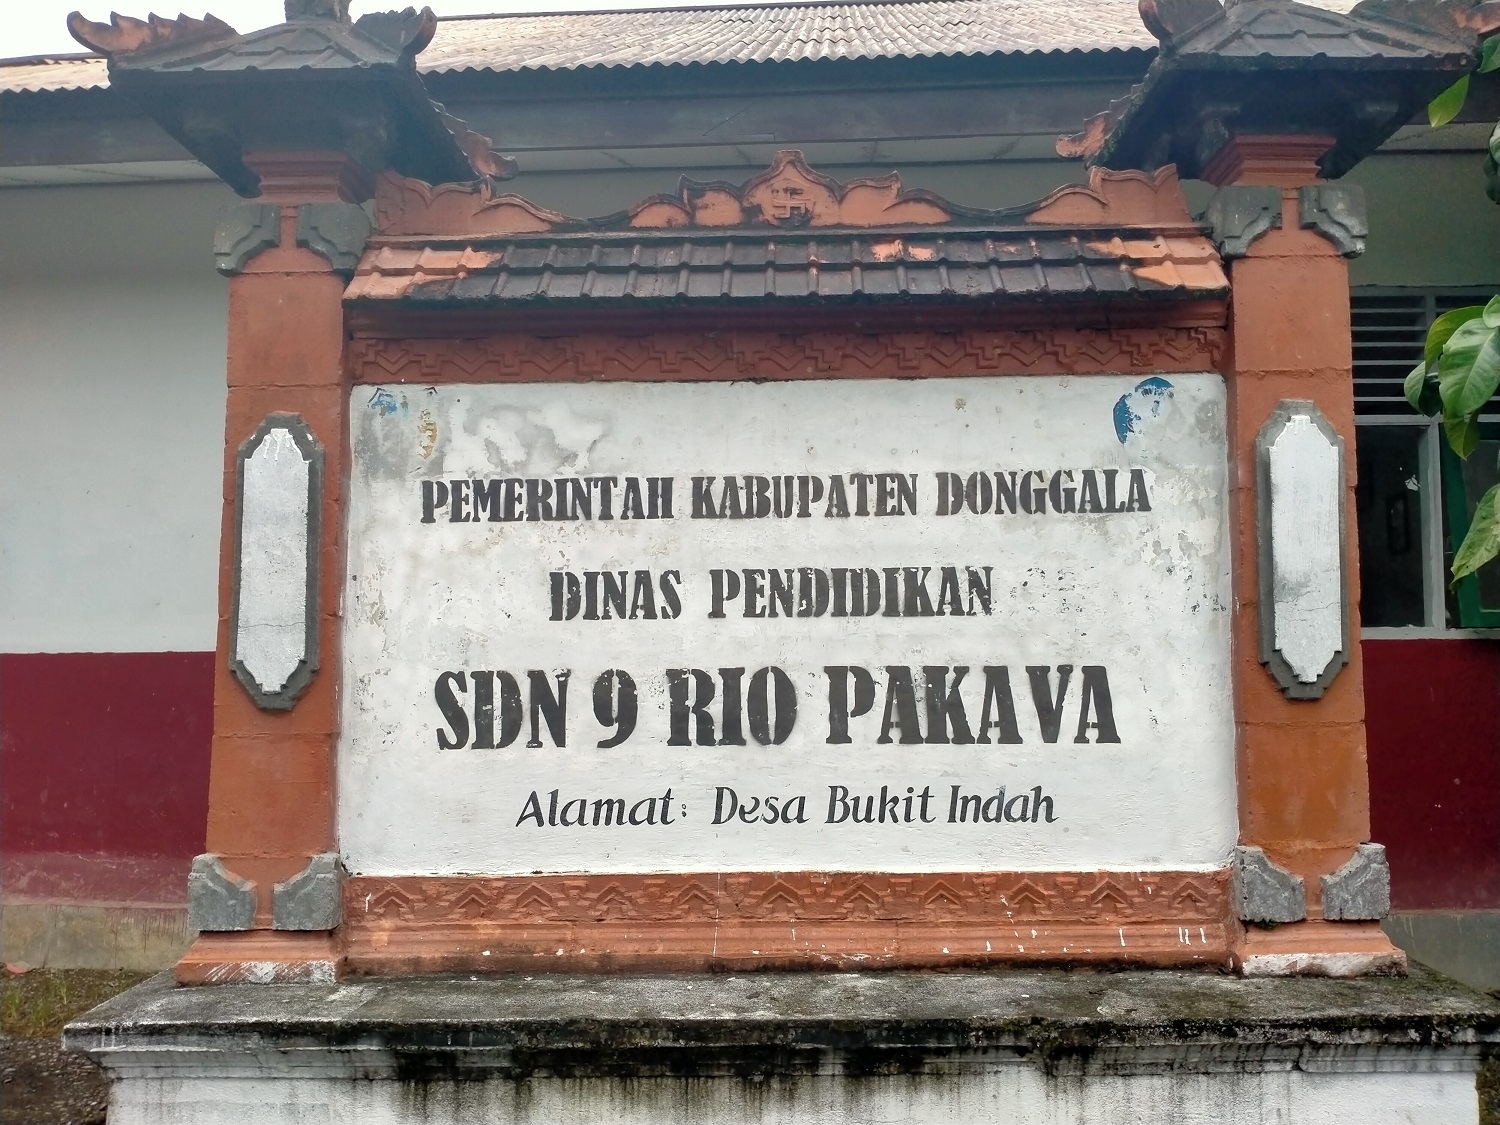 PEMERINTAH KABUPATEN DONGGALA
DINAS PENDIDIKAN
SDN 9 RIO PAKAVA
Alamat: Desa Bukit Indah